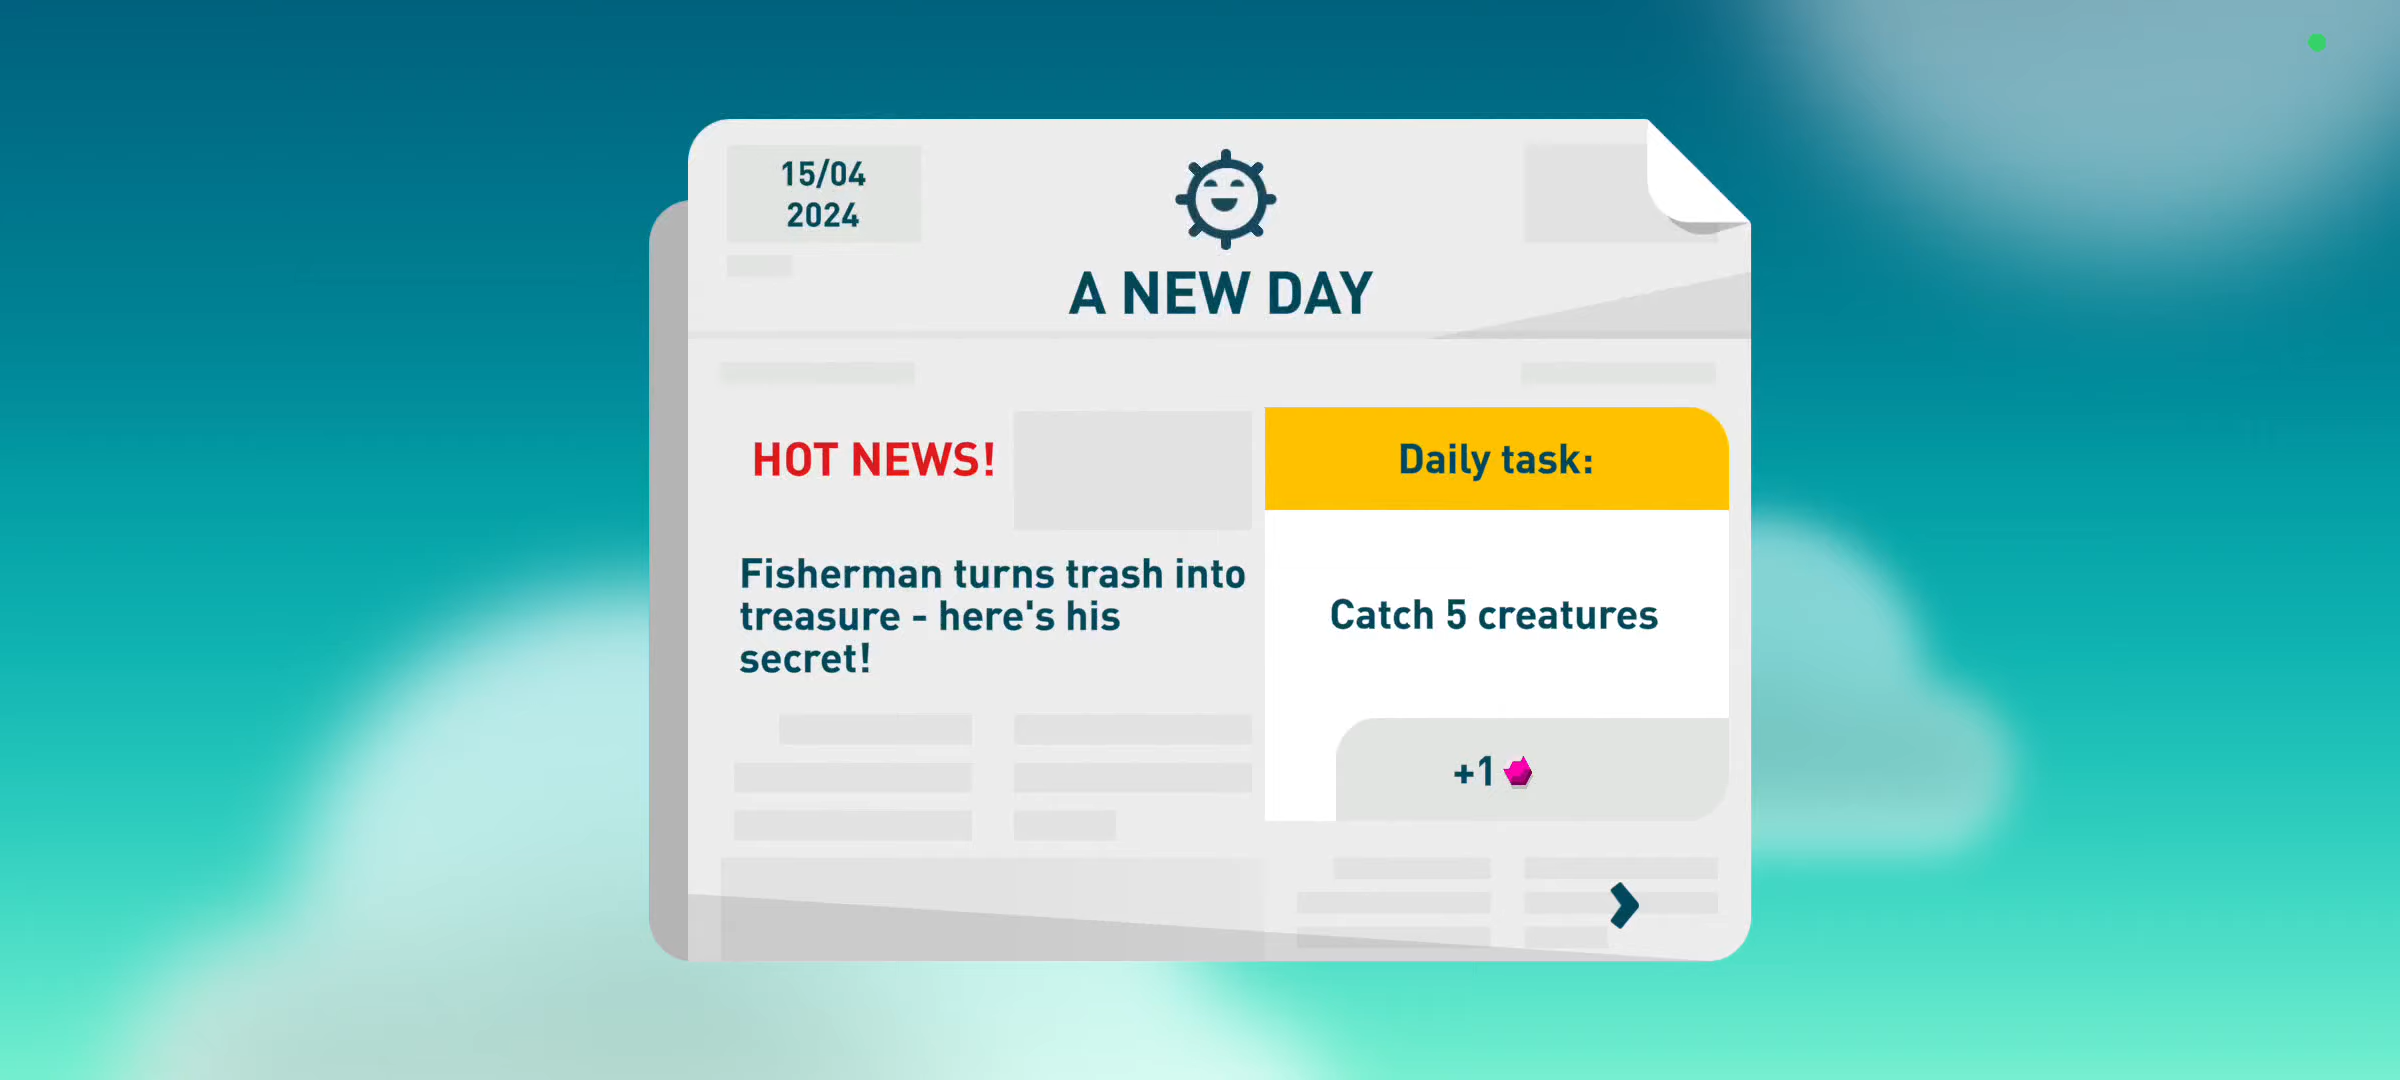 15/04
2024
A NEW DAY
HOT NEWS!
Fisherman turns trash into
treasure - here's his
secret!
Daily task:
Catch 5 creatures
+1